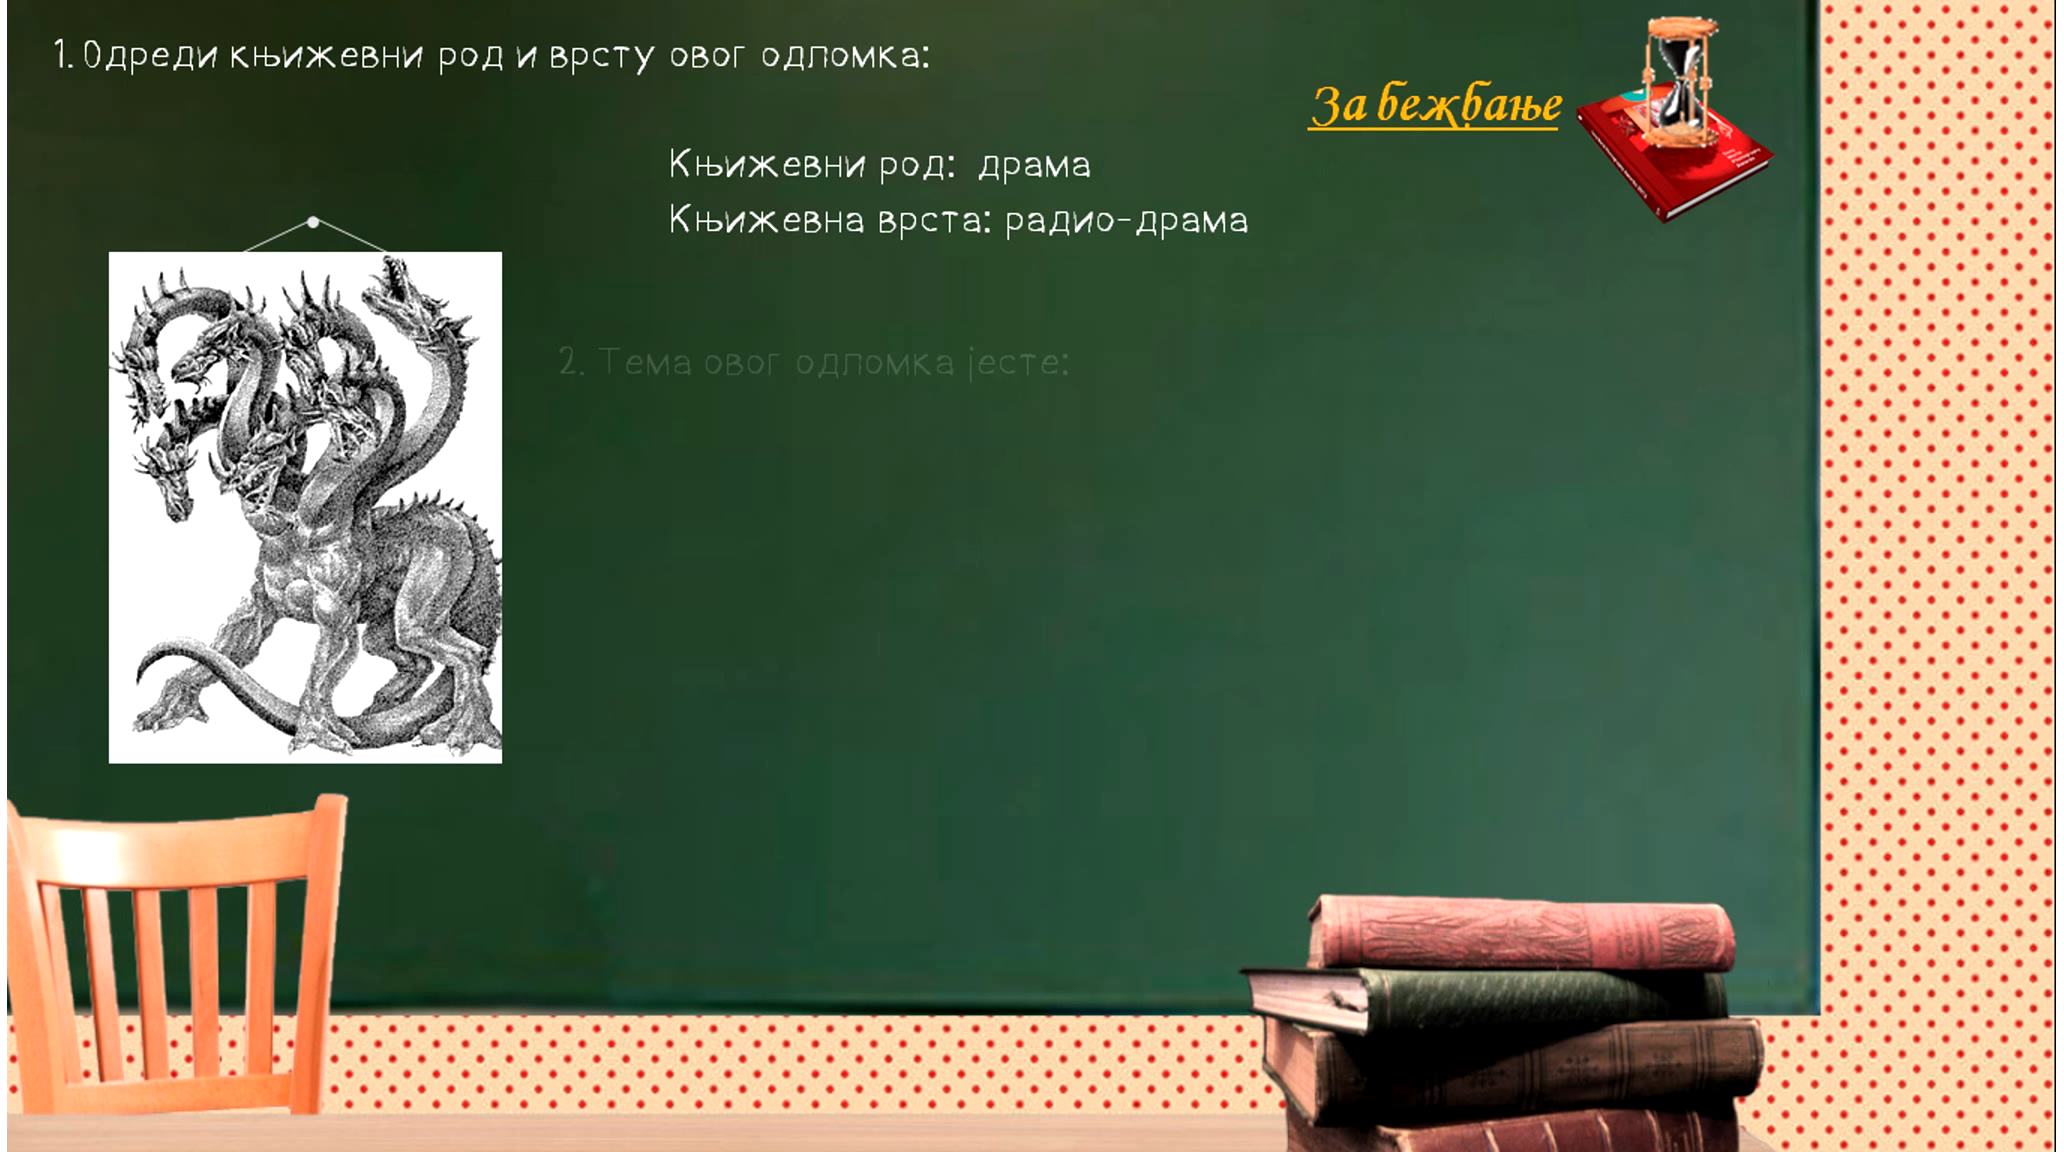 1. Одреди књижевни род и врсту овог одломка:
За бежбање
Књижевни род: драма
Књижевна врста: радио-драма
2. Тема овог одломка јесте: